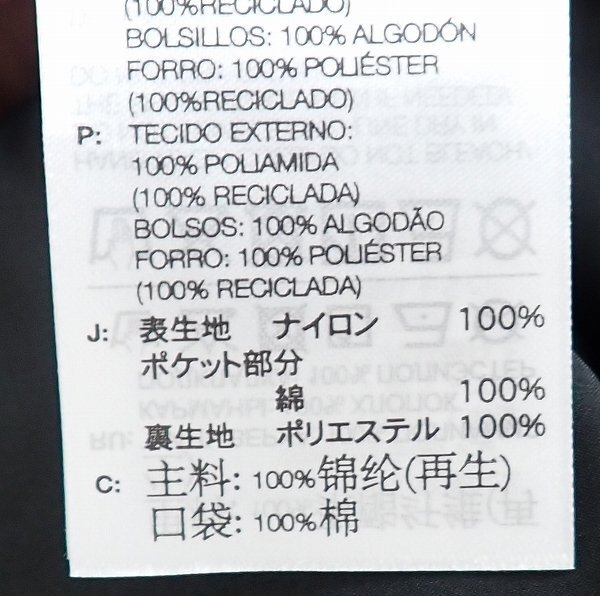 (100%RECICLADO)
BOLSILLOS: 100% ALGODÓN
FORRO: 100% POLIÉSTER
(100%RECICLADO)
P: TECIDO EXTERNO:
100% POLIAMIDA
(100% RECICLADA)
BOLSOS: 100% ALGODÃO
FORRO: 100% POLIÉSTER
(100% RECICLADA)
J: 表生地 ナイロン 100%
ポケット部分
綿 100%
裏生地 ポリエステル 100%
C: 主料: 100%锦纶(再生)
口袋: 100%棉